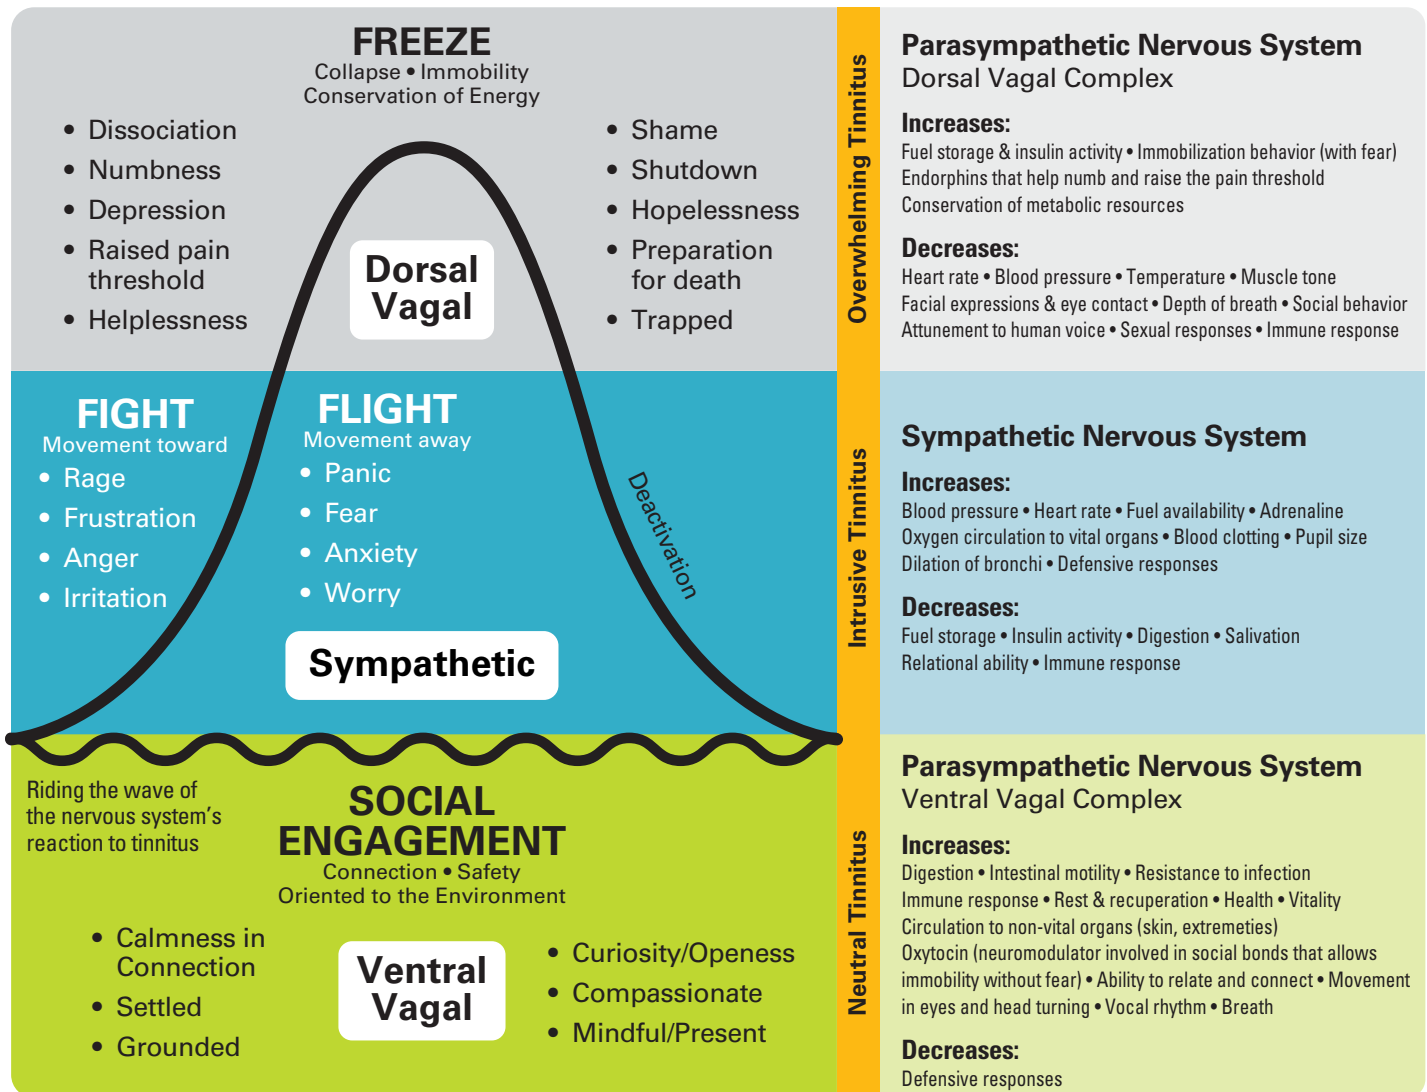 FREEZE
Collapse • Immobility
Conservation of Energy
• Dissociation
• Numbness
• Depression
• Raised pain
threshold
• Helplessness
• Shame
• Shutdown
• Hopelessness
• Preparation
for death
• Trapped
Dorsal
Vagal
FIGHT
Movement toward
• Rage
• Frustration
• Anger
• Irritation
FLIGHT
Movement away
• Panic
• Fear
• Anxiety
• Worry
Deactivation
Sympathetic
Riding the wave of
the nervous system's
reaction to tinnitus
SOCIAL
ENGAGEMENT
Connection • Safety
Oriented to the Environment
• Calmness in
Connection
• Settled
• Grounded
Ventral
Vagal
• Curiosity/Openess
• Compassionate
• Mindful/Present
Overwhelming Tinnitus
Intrusive Tinnitus
Neutral Tinnitus
Parasympathetic Nervous System
Dorsal Vagal Complex
Increases:
Fuel storage & insulin activity • Immobilization behavior (with fear)
Endorphins that help numb and raise the pain threshold
Conservation of metabolic resources
Decreases:
Heart rate • Blood pressure • Temperature • Muscle tone
Facial expressions & eye contact • Depth of breath • Social behavior
Attunement to human voice • Sexual responses • Immune response
Sympathetic Nervous System
Increases:
Blood pressure • Heart rate • Fuel availability • Adrenaline
Oxygen circulation to vital organs • Blood clotting • Pupil size
Dilation of bronchi • Defensive responses
Decreases:
Fuel storage • Insulin activity • Digestion • Salivation
Relational ability • Immune response
Parasympathetic Nervous System
Ventral Vagal Complex
Increases:
Digestion • Intestinal motility • Resistance to infection
Immune response • Rest & recuperation • Health • Vitality
Circulation to non-vital organs (skin, extremeties)
Oxytocin (neuromodulator involved in social bonds that allows
immobility without fear) • Ability to relate and connect • Movement
in eyes and head turning • Vocal rhythm • Breath
Decreases:
Defensive responses